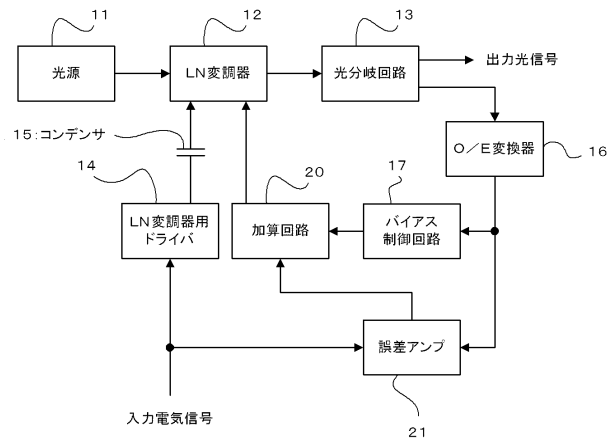 11
12
13
光源
LN変調器
光分岐回路
出力光信号
15:コンデンサ
O/E変換器
16
14
20
17
LN変調器用
ドライバ
加算回路
バイアス
制御回路
誤差アンプ
入力電気信号
21